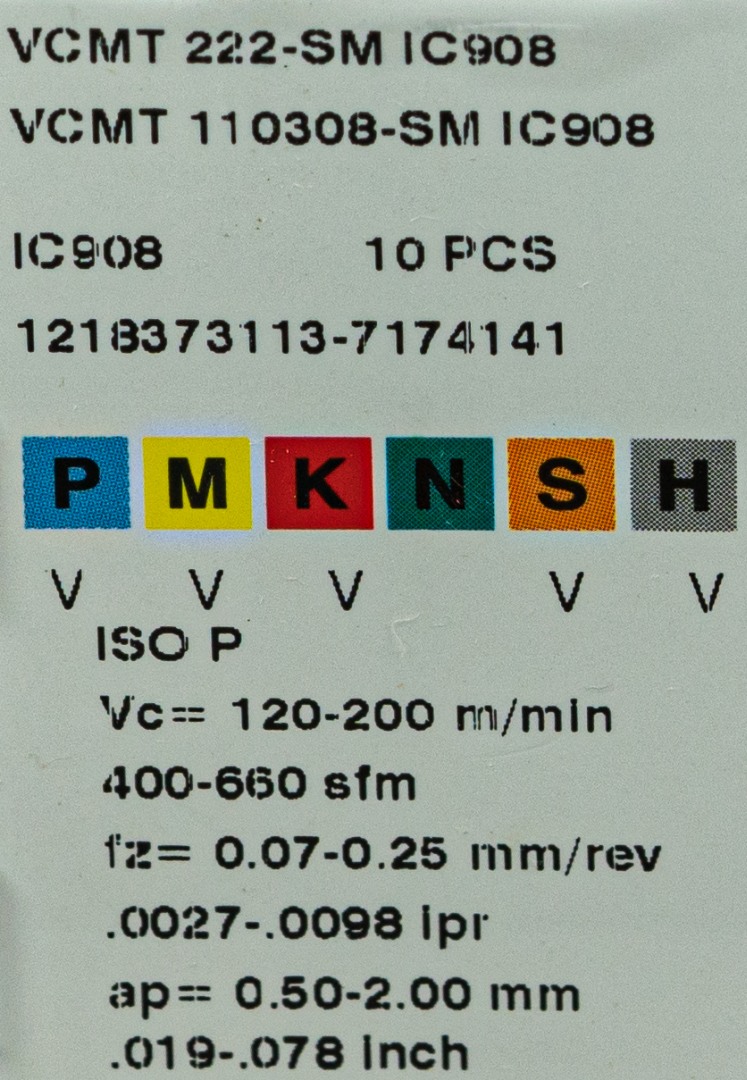 VCMT 222-SM IC908
VCMT 110308-SM IC908
IC908 10 PCS
1218373113-7174141
P M K N S H
V V V V V
ISO P
Vc= 120-200 m/min
400-660 sfm
fz= 0.07-0.25 mm/rev
.0027-.0098 ipr
ap= 0.50-2.00 mm
.019-.078 inch